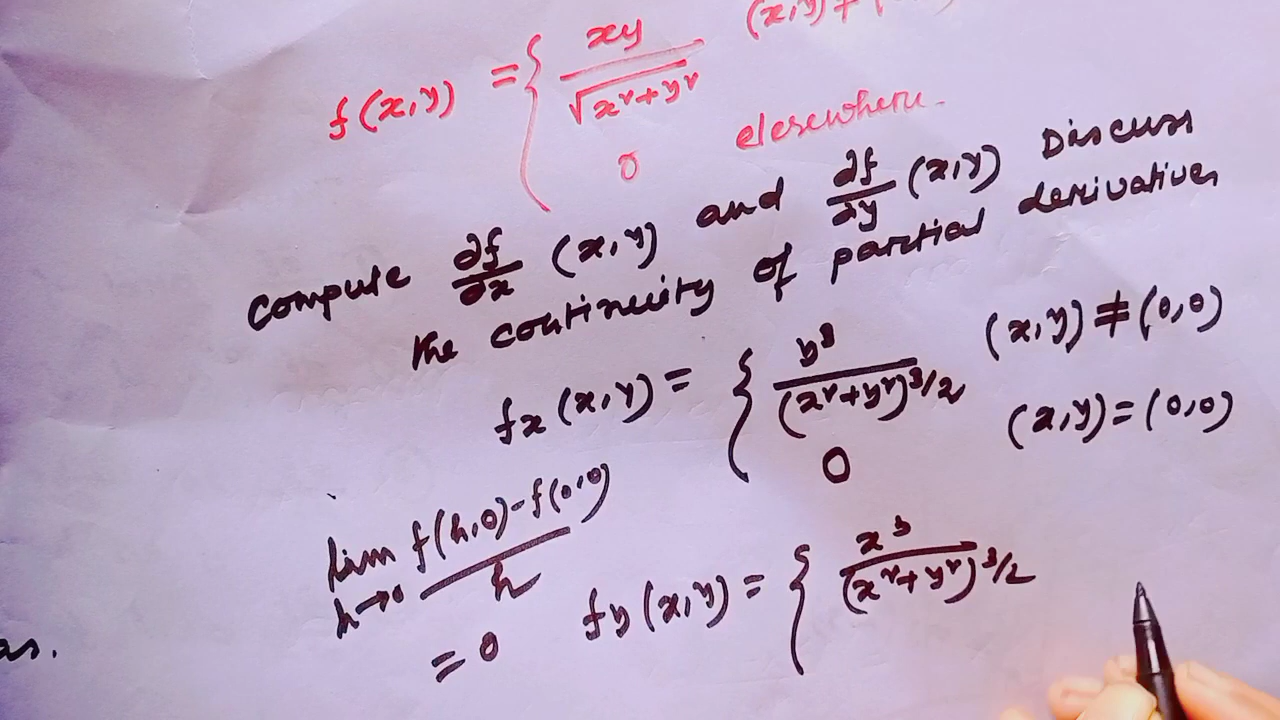 f(x,y) = { xy / √x²+y² (x,y) ≠
0 elesewhere.
compute ∂f/∂x (x,y) and ∂f/∂y (x,y) Discuss
the continuity of partial derivatives
fx(x,y) = { y³ / (x²+y²)^3/2 (x,y) ≠ (0,0)
0 (x,y) = (0,0)
lim h→0 f(h,0)-f(0,0) / h
= 0
fy(x,y) = { x³ / (x²+y²)^3/2